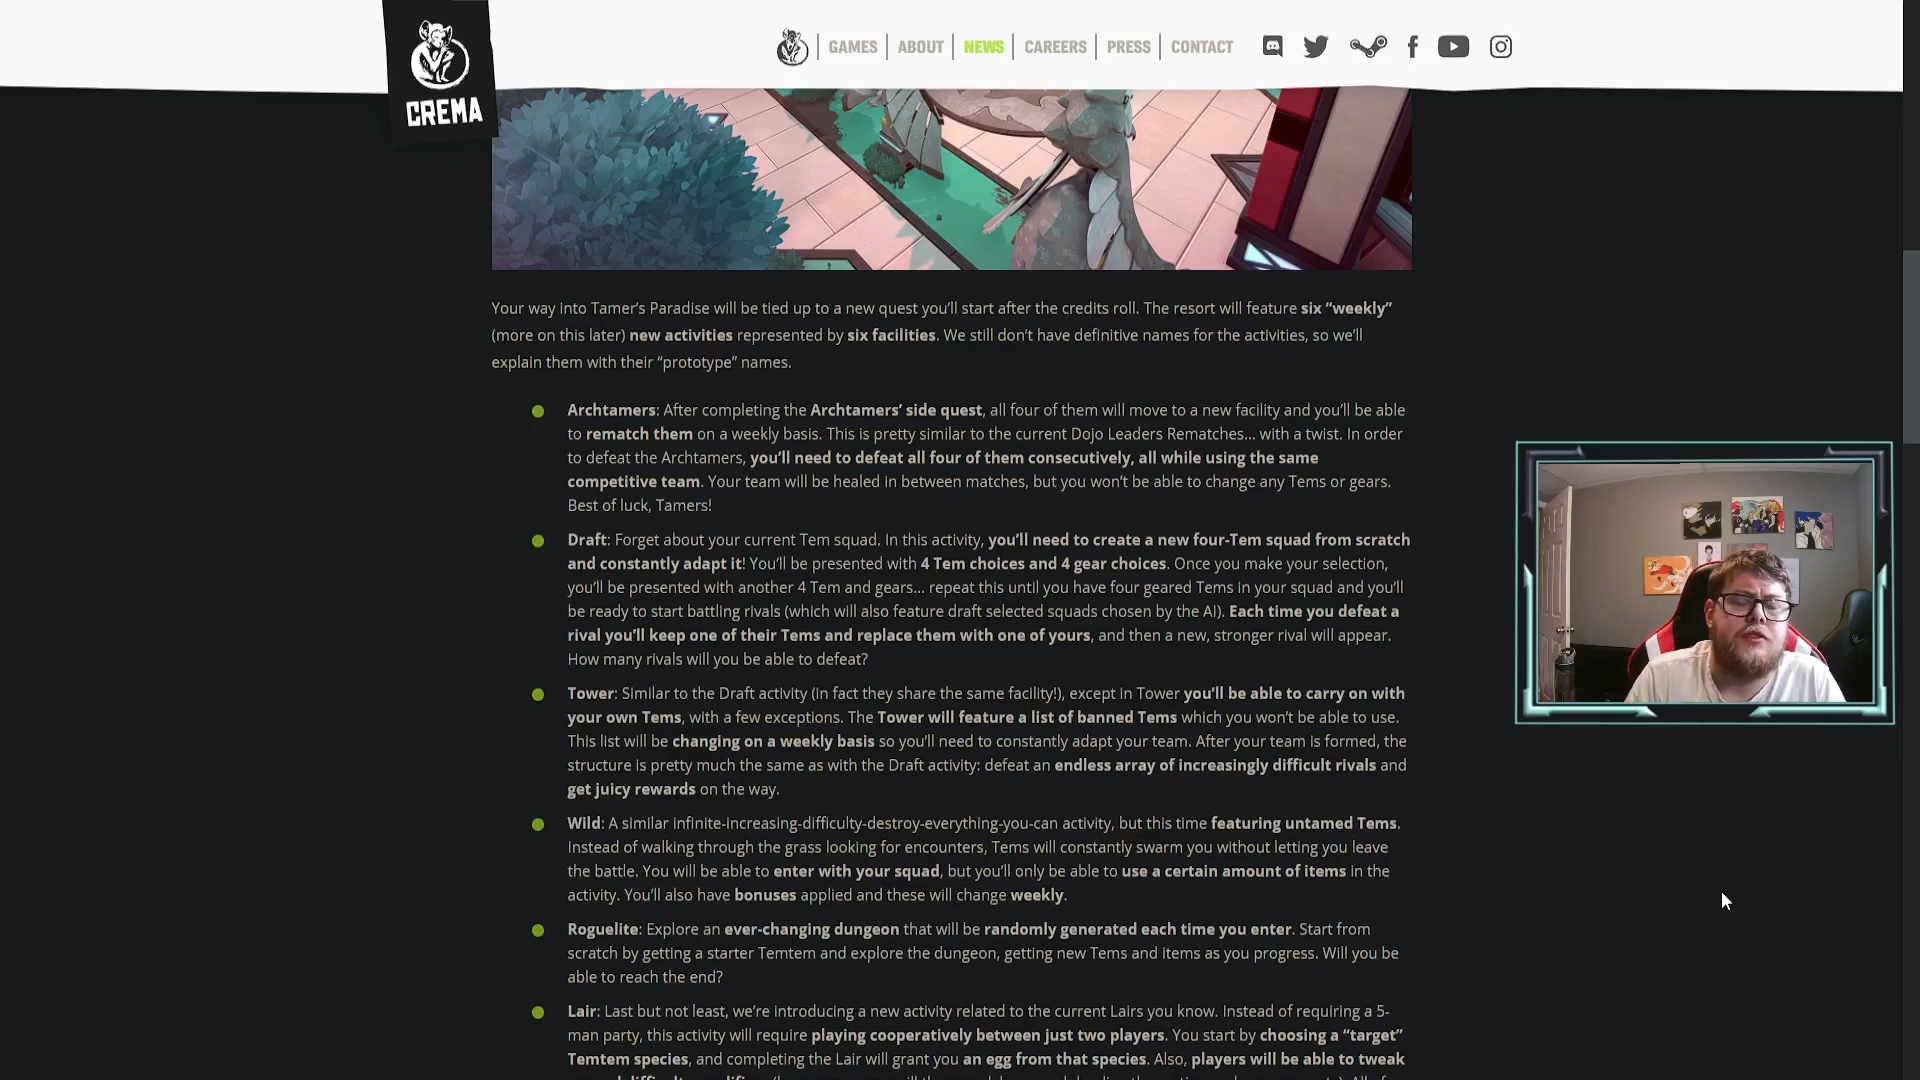 CREMA
GAMES
ABOUT
NEWS
CAREERS
PRESS
CONTACT
Your way into Tamer’s Paradise will be tied up to a new quest you’ll start after the credits roll. The resort will feature six “weekly”
(more on this later) new activities represented by six facilities. We still don’t have definitive names for the activities, so we’ll
explain them with their “prototype” names.
Archtamers: After completing the Archtamers’ side quest, all four of them will move to a new facility and you’ll be able
to rematch them on a weekly basis. This is pretty similar to the current Dojo Leaders Rematches… with a twist. In order
to defeat the Archtamers, you’ll need to defeat all four of them consecutively, all while using the same
competitive team. Your team will be healed in between matches, but you won’t be able to change any Tems or gears.
Best of luck, Tamers!
Draft: Forget about your current Tem squad. In this activity, you’ll need to create a new four-Tem squad from scratch
and constantly adapt it! You’ll be presented with 4 Tem choices and 4 gear choices. Once you make your selection,
you’ll be presented with another 4 Tem and gears… repeat this until you have four geared Tems in your squad and you’ll
be ready to start battling rivals (which will also feature draft selected squads chosen by the AI). Each time you defeat a
rival you’ll keep one of their Tems and replace them with one of yours, and then a new, stronger rival will appear.
How many rivals will you be able to defeat?
Tower: Similar to the Draft activity (in fact they share the same facility!), except in Tower you’ll be able to carry on with
your own Tems, with a few exceptions. The Tower will feature a list of banned Tems which you won’t be able to use.
This list will be changing on a weekly basis so you’ll need to constantly adapt your team. After your team is formed, the
structure is pretty much the same as with the Draft activity: defeat an endless array of increasingly difficult rivals and
get juicy rewards on the way.
Wild: A similar infinite-increasing-difficulty-destroy-everything-you-can activity, but this time featuring untamed Tems.
Instead of walking through the grass looking for encounters, Tems will constantly swarm you without letting you leave
the battle. You will be able to enter with your squad, but you’ll only be able to use a certain amount of items in the
activity. You’ll also have bonuses applied and these will change weekly.
Roguelite: Explore an ever-changing dungeon that will be randomly generated each time you enter. Start from
scratch by getting a starter Temtem and explore the dungeon, getting new Tems and items as you progress. Will you be
able to reach the end?
Lair: Last but not least, we’re introducing a new activity related to the current Lairs you know. Instead of requiring a 5-
man party, this activity will require playing cooperatively between just two players. You start by choosing a “target”
Temtem species, and completing the Lair will grant you an egg from that species. Also, players will be able to tweak